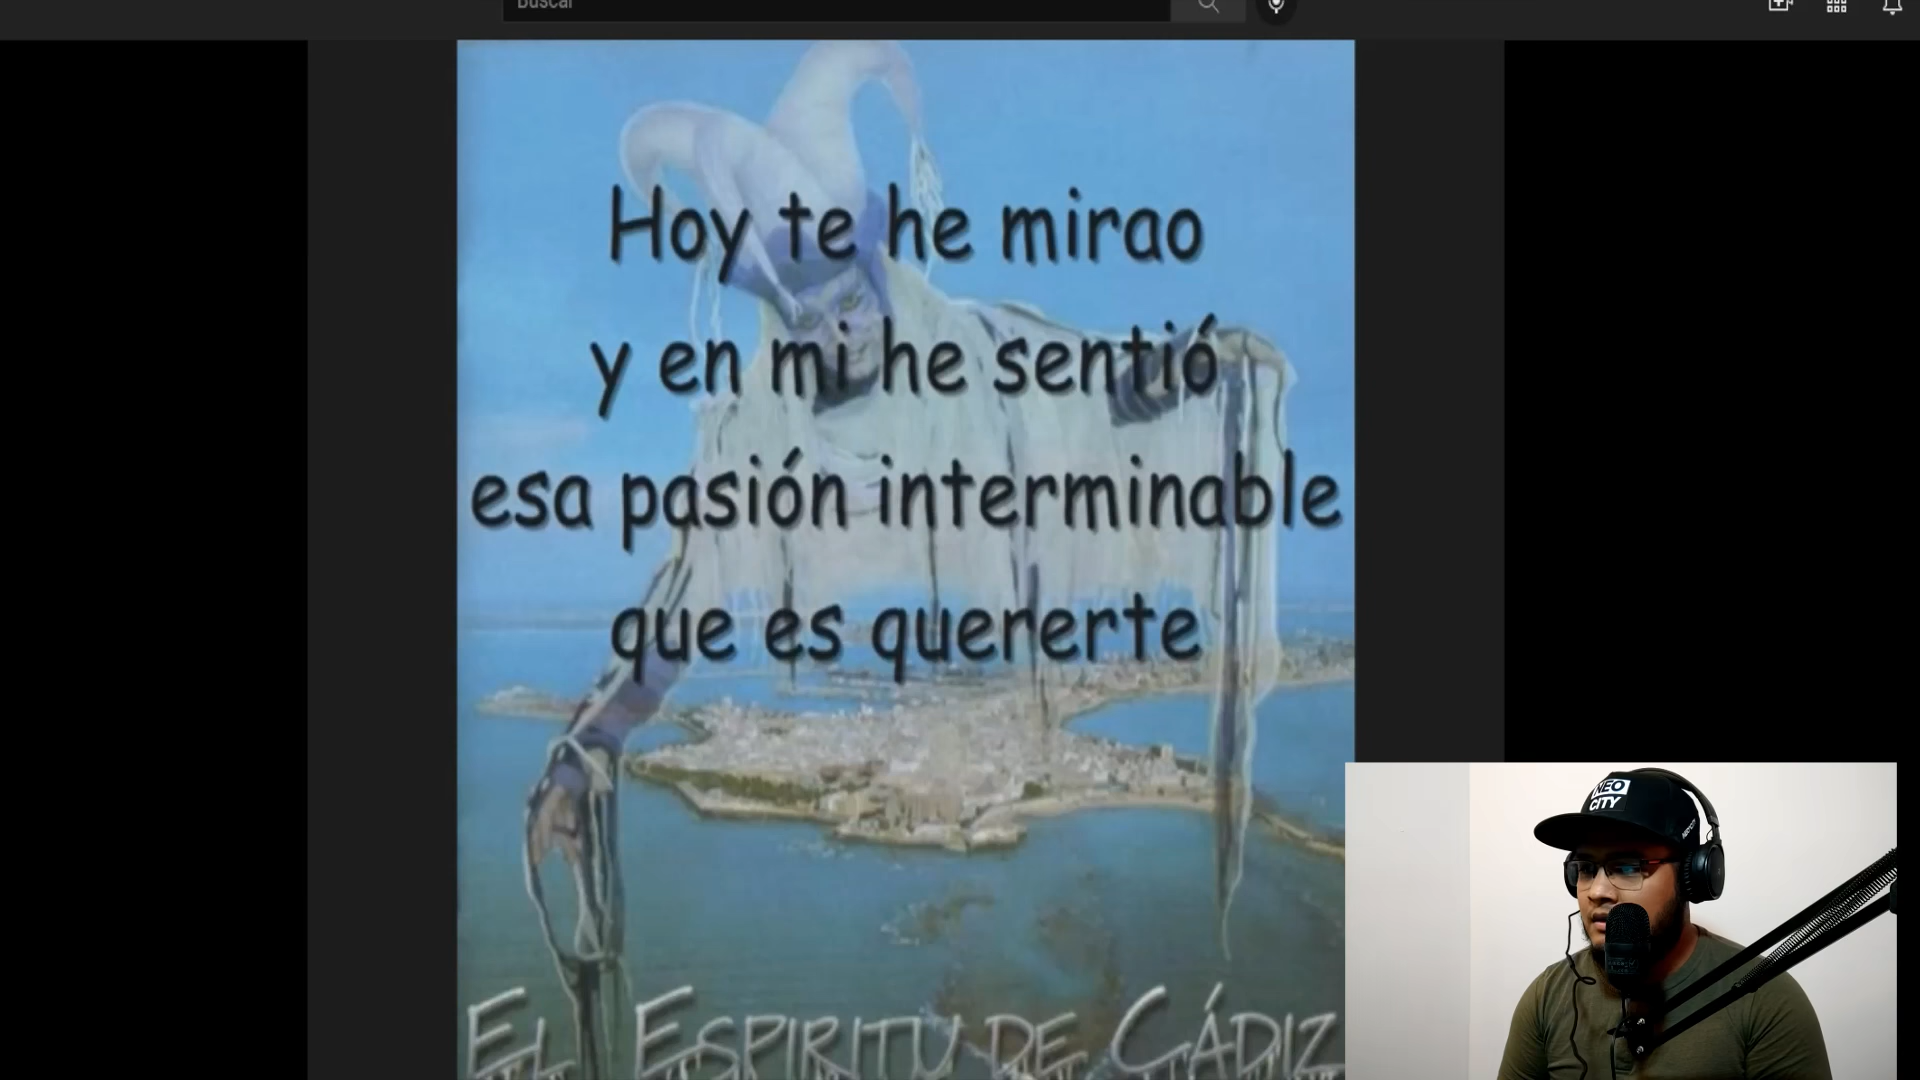 Buscar
Hoy te he mirao
y en mi he sentió
esa pasión interminable
que es quererte
EL ESPIRITU DE CÁDIZ
NEO
CITY